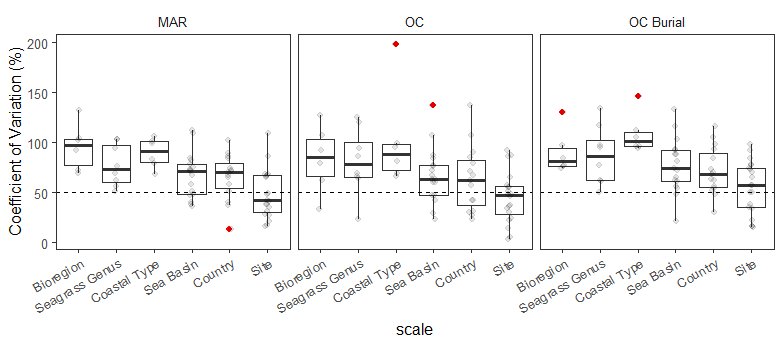 MAR
OC
OC Burial
Coefficient of Variation (%)
200
150
100
50
0
Bioregion
Seagrass Genus
Coastal Type
Sea Basin
Country
Site
Bioregion
Seagrass Genus
Coastal Type
Sea Basin
Country
Site
Bioregion
Seagrass Genus
Coastal Type
Sea Basin
Country
Site
scale